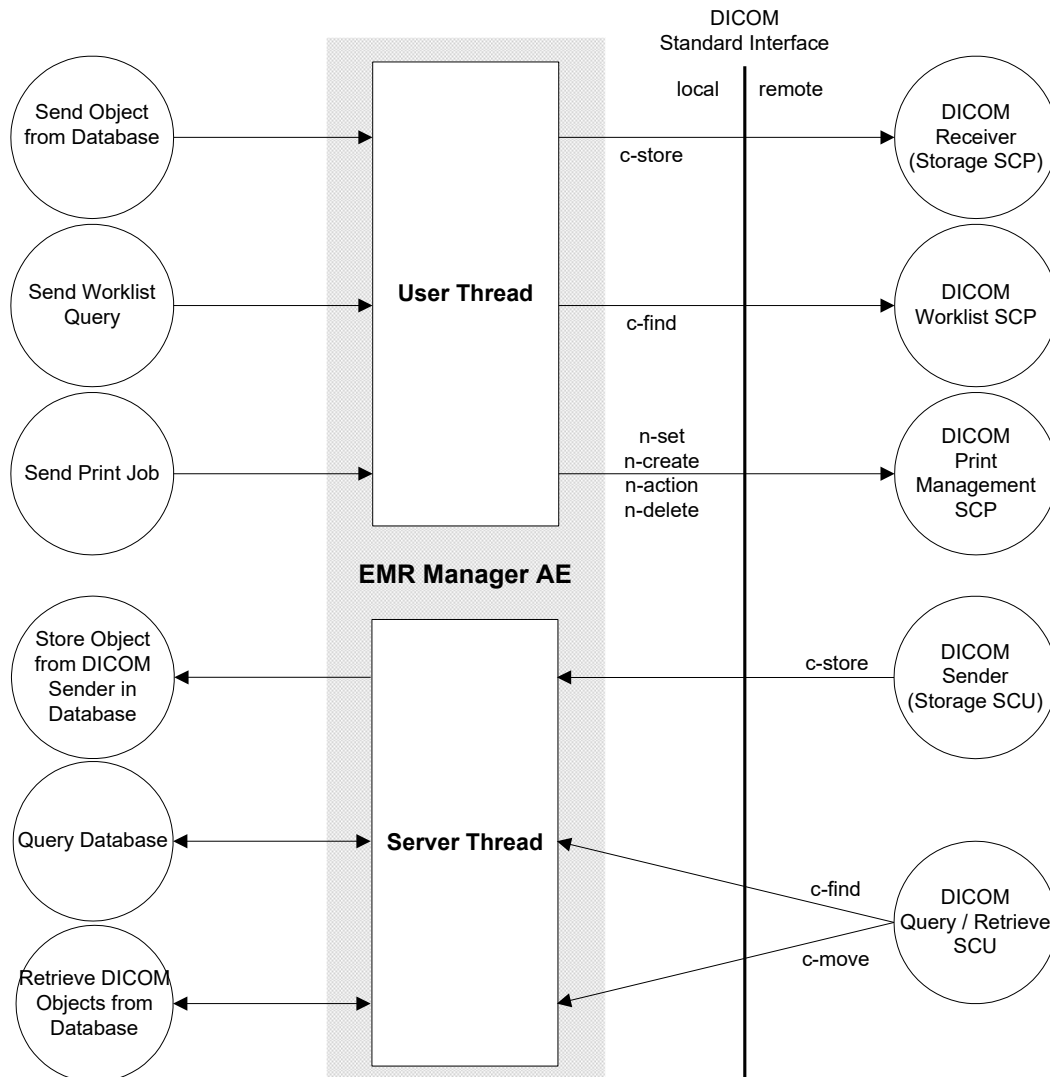 DICOM
Standard Interface
local
remote
Send Object
from Database
c-store
DICOM
Receiver
(Storage SCP)
Send Worklist
Query
User Thread
c-find
DICOM
Worklist SCP
Send Print Job
n-set
n-create
n-action
n-delete
DICOM
Print
Management
SCP
EMR Manager AE
Store Object
from DICOM
Sender in
Database
c-store
DICOM
Sender
(Storage SCU)
Query Database
Server Thread
c-find
c-move
DICOM
Query / Retrieve
SCU
Retrieve DICOM
Objects from
Database